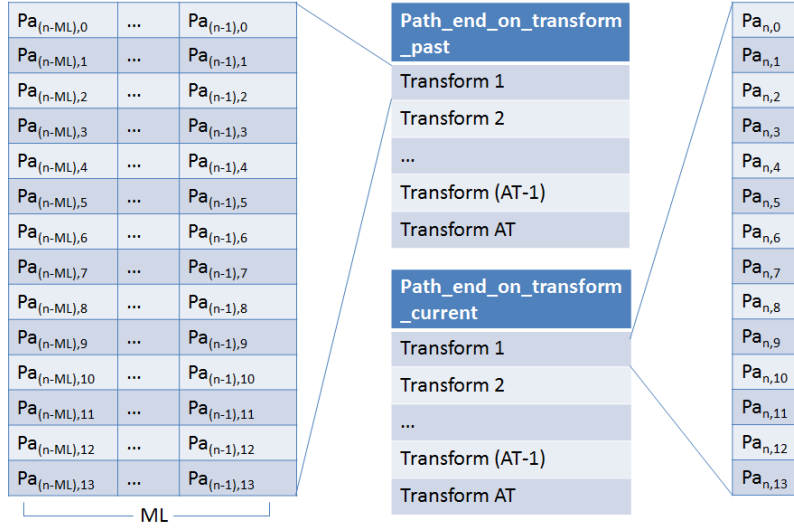 Pa(n-ML),0 ... Pa(n-1),0
Pa(n-ML),1 ... Pa(n-1),1
Pa(n-ML),2 ... Pa(n-1),2
Pa(n-ML),3 ... Pa(n-1),3
Pa(n-ML),4 ... Pa(n-1),4
Pa(n-ML),5 ... Pa(n-1),5
Pa(n-ML),6 ... Pa(n-1),6
Pa(n-ML),7 ... Pa(n-1),7
Pa(n-ML),8 ... Pa(n-1),8
Pa(n-ML),9 ... Pa(n-1),9
Pa(n-ML),10 ... Pa(n-1),10
Pa(n-ML),11 ... Pa(n-1),11
Pa(n-ML),12 ... Pa(n-1),12
Pa(n-ML),13 ... Pa(n-1),13
ML
Path_end_on_transform
_past
Transform 1
Transform 2
...
Transform (AT-1)
Transform AT
Path_end_on_transform
_current
Transform 1
Transform 2
...
Transform (AT-1)
Transform AT
Pan,0
Pan,1
Pan,2
Pan,3
Pan,4
Pan,5
Pan,6
Pan,7
Pan,8
Pan,9
Pan,10
Pan,11
Pan,12
Pan,13